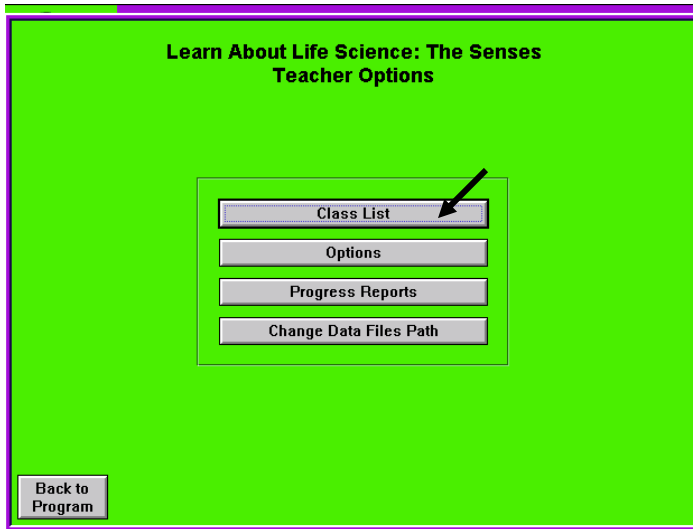 Learn About Life Science: The Senses
Teacher Options
Class List
Options
Progress Reports
Change Data Files Path
Back to
Program